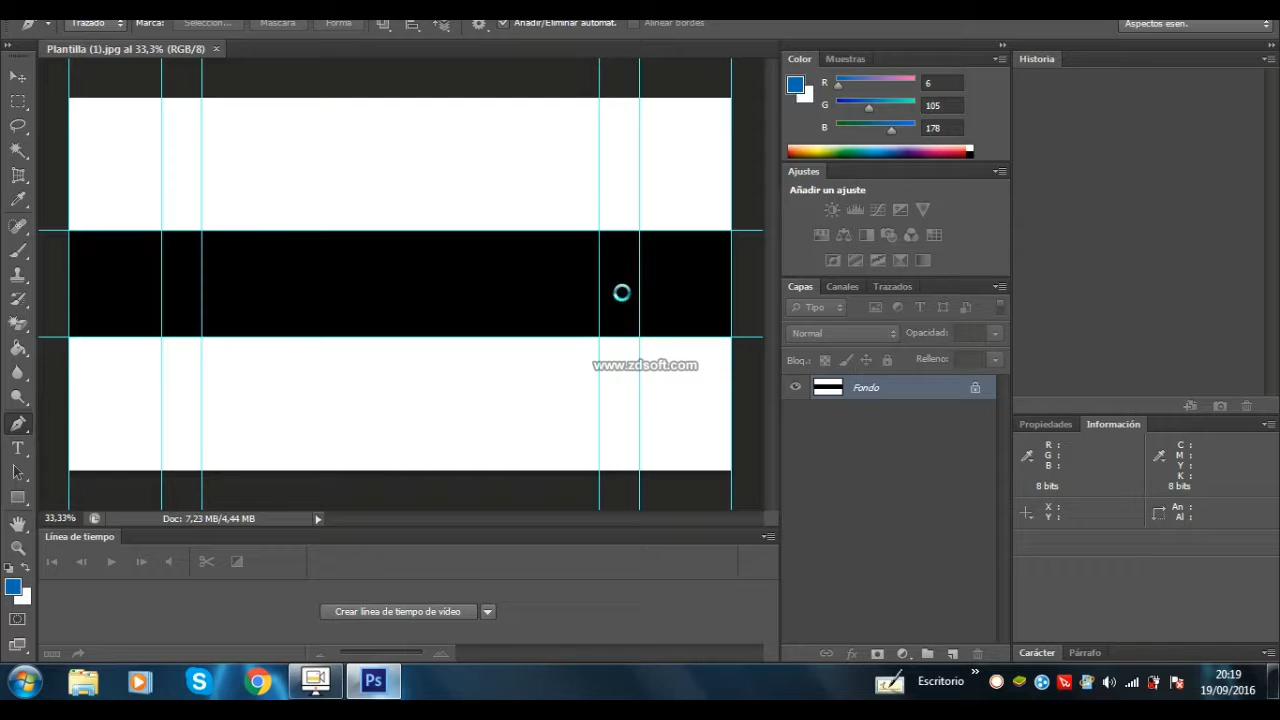 Trazado Marca: Selección... Máscara Forma Añadir/Eliminar automat. Alinear bordes Aspectos esen.
Plantilla (1).jpg al 33,3% (RGB/8) ×
Color Muestras
R 6
G 105
B 178
Ajustes
Añadir un ajuste
Capas Canales Trazados
Tipo
Normal Opacidad:
Bloq.: Relleno:
Fondo
Historia
Propiedades Información
R : C :
G : M :
B : Y :
K :
8 bits 8 bits
X : An :
Y : Al :
www.zdsoft.com
33,33% Doc: 7,23 MB/4,44 MB
Línea de tiempo
Crear línea de tiempo de vídeo
Carácter Párrafo
T
fx
S
Ps
Escritorio »
20:19
19/09/2016